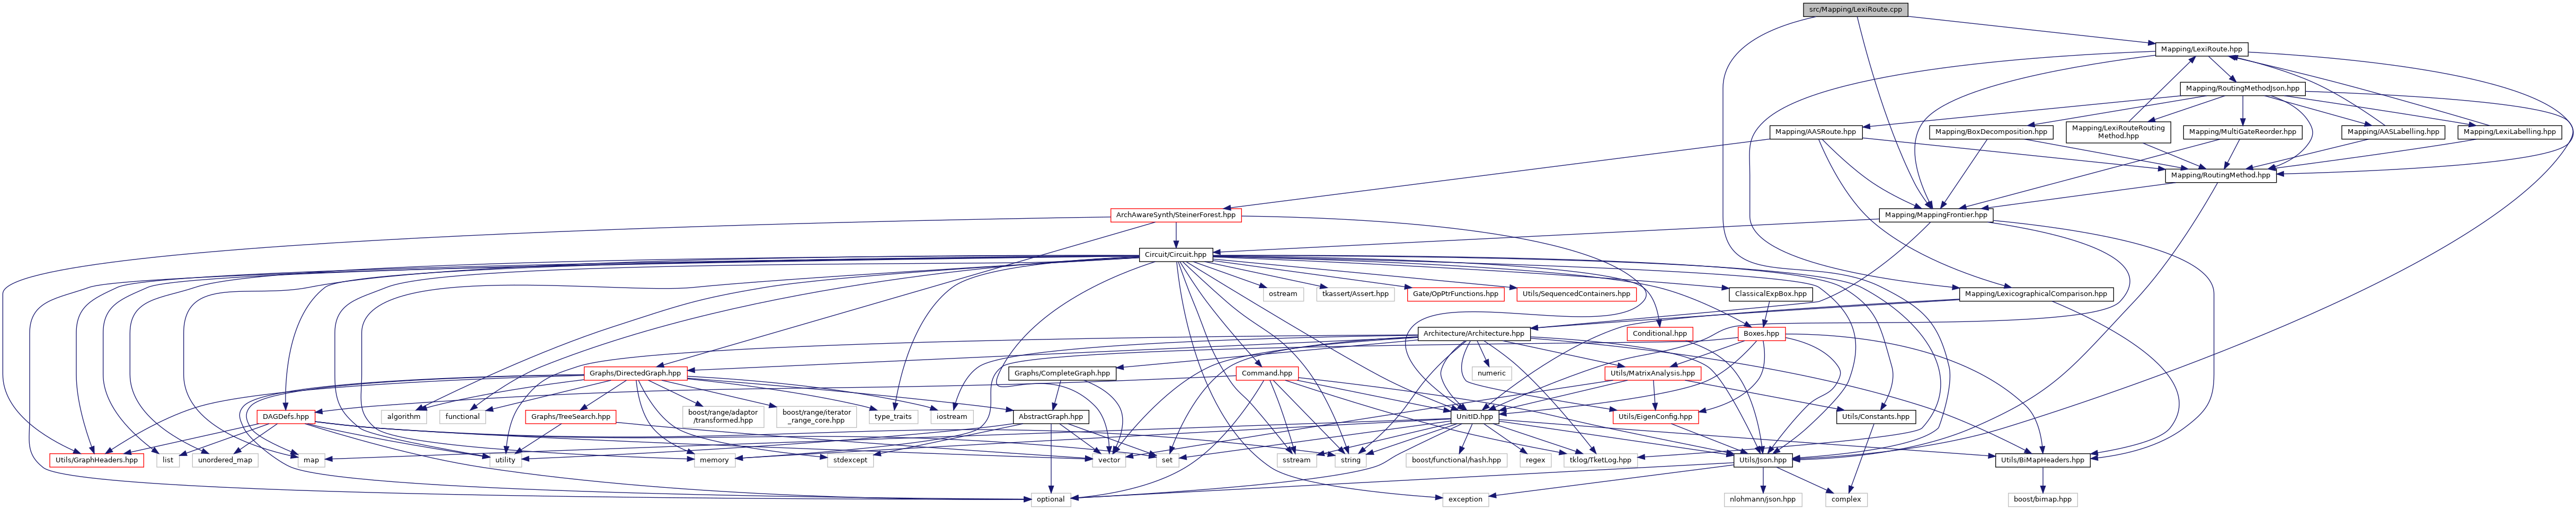 src/Mapping/LexiRoute.cpp
Mapping/LexiRoute.hpp
Mapping/RoutingMethodJson.hpp
Mapping/AASRoute.hpp
Mapping/BoxDecomposition.hpp
Mapping/LexiRouteRouting
Method.hpp
Mapping/MultiGateReorder.hpp
Mapping/AASLabelling.hpp
Mapping/LexiLabelling.hpp
Mapping/RoutingMethod.hpp
ArchAwareSynth/SteinerForest.hpp
Mapping/MappingFrontier.hpp
Circuit/Circuit.hpp
ostream
tkassert/Assert.hpp
Gate/OpPtrFunctions.hpp
Utils/SequencedContainers.hpp
ClassicalExpBox.hpp
Mapping/LexicographicalComparison.hpp
Architecture/Architecture.hpp
Conditional.hpp
Boxes.hpp
Graphs/DirectedGraph.hpp
Graphs/CompleteGraph.hpp
Command.hpp
numeric
Utils/MatrixAnalysis.hpp
DAGDefs.hpp
algorithm
functional
Graphs/TreeSearch.hpp
boost/range/adaptor
/transformed.hpp
boost/range/iterator
_range_core.hpp
type_traits
iostream
AbstractGraph.hpp
UnitID.hpp
Utils/EigenConfig.hpp
Utils/Constants.hpp
Utils/GraphHeaders.hpp
list
unordered_map
map
utility
memory
stdexcept
vector
set
sstream
string
boost/functional/hash.hpp
regex
tklog/TketLog.hpp
Utils/Json.hpp
Utils/BiMapHeaders.hpp
optional
exception
nlohmann/json.hpp
complex
boost/bimap.hpp